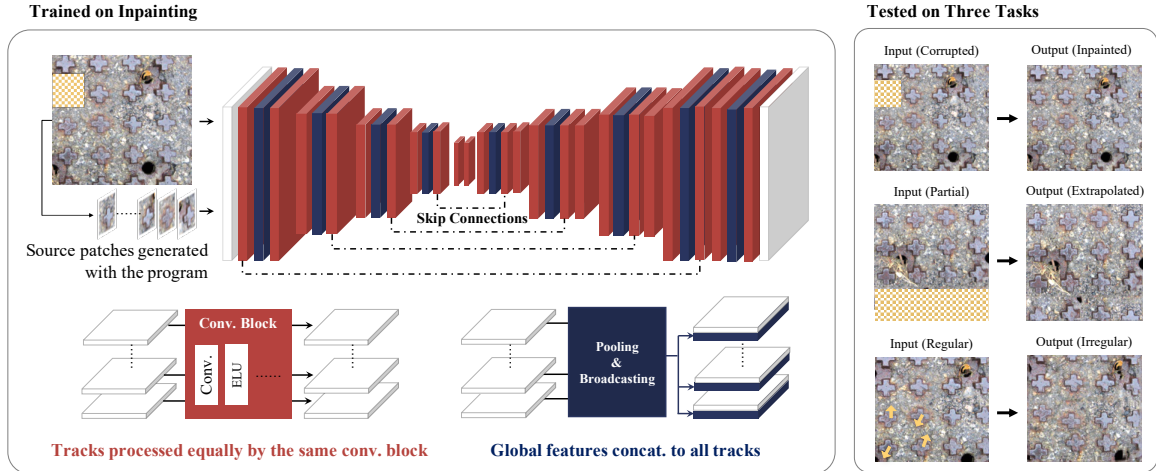 Trained on Inpainting
Source patches generated
with the program
Skip Connections
Conv. Block
Conv.
ELU
Tracks processed equally by the same conv. block
Pooling
&
Broadcasting
Global features concat. to all tracks
Tested on Three Tasks
Input (Corrupted)
Output (Inpainted)
Input (Partial)
Output (Extrapolated)
Input (Regular)
Output (Irregular)